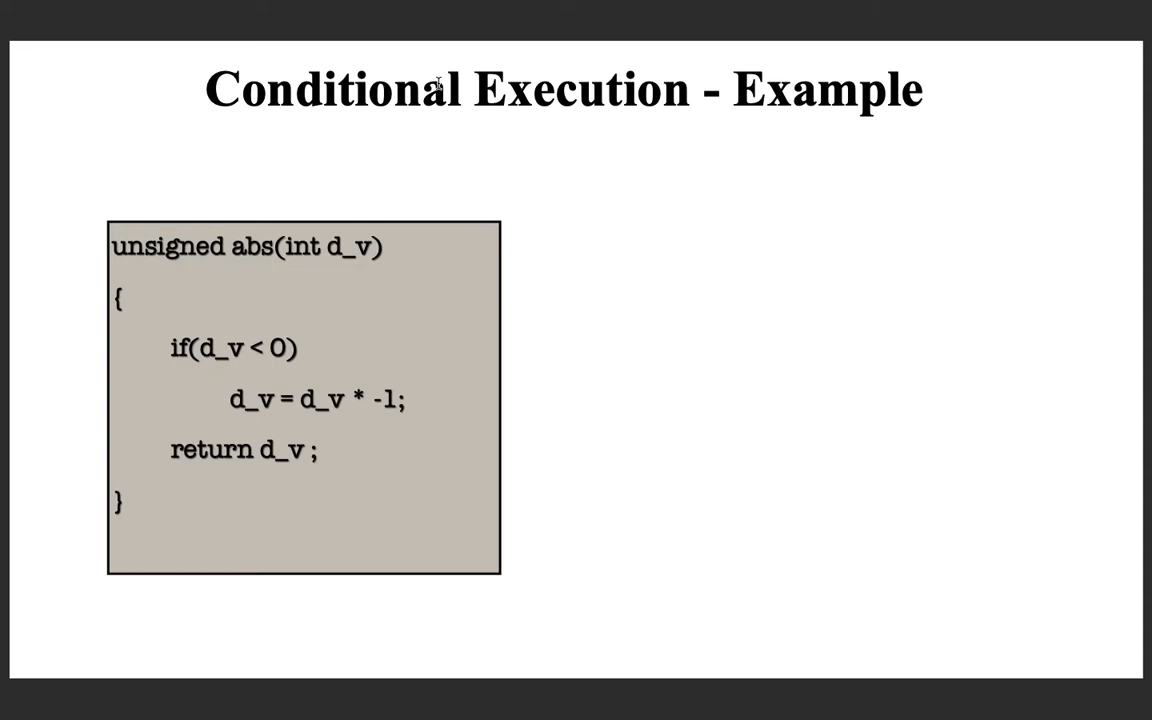 Conditional Execution - Example
unsigned abs(int d_v)
{
if(d_v < 0)
d_v = d_v * -1;
return d_v ;
}